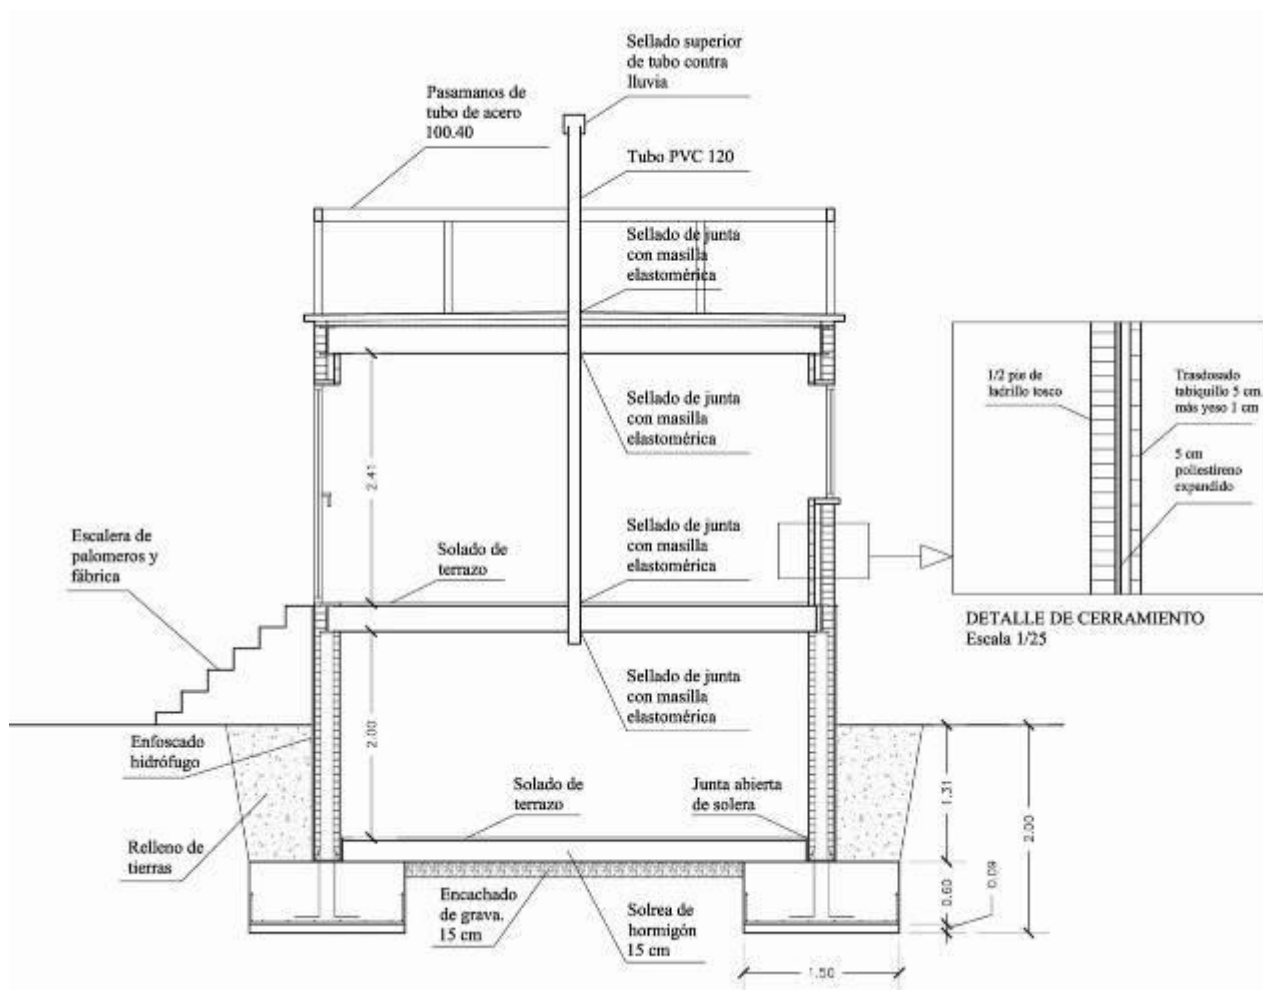 Sellado superior
de tubo contra
lluvia
Pasamanos de
tubo de acero
100.40
Tubo PVC 120
Sellado de junta
con masilla
elastomérica
1/2 pie de
ladrillo tosco
Trasdosado
tabiquillo 5 cm.
más yeso 1 cm
Sellado de junta
con masilla
elastomérica
5 cm
poliestireno
expandido
2.41
Escalera de
palomeros y
fábrica
Solado de
terrazo
Sellado de junta
con masilla
elastomérica
DETALLE DE CERRAMIENTO
Escala 1/25
Sellado de junta
con masilla
elastomérica
2.00
Enfoscado
hidrófugo
Solado de
terrazo
Junta abierta
de solera
1.31
2.00
Relleno de
tierras
Encachado
de grava.
15 cm
Solrea de
hormigón
15 cm
0.60
0.09
1.50